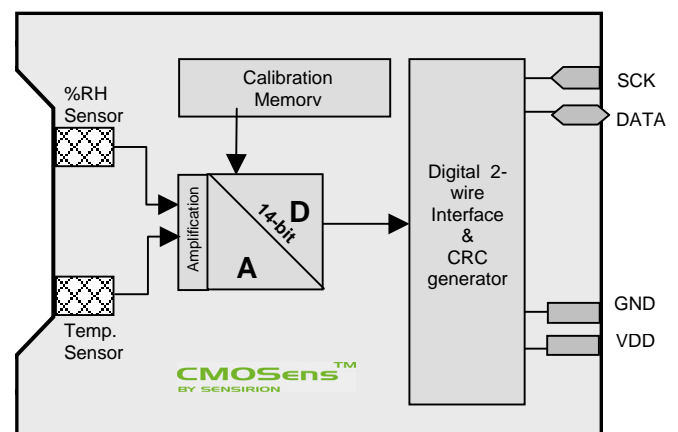 %RH
Sensor
Calibration
Memory
SCK
DATA
Amplification
14-bit
D
A
Digital 2-
wire
Interface
&
CRC
generator
GND
VDD
Temp.
Sensor
CMOSens™
BY SENSIRION